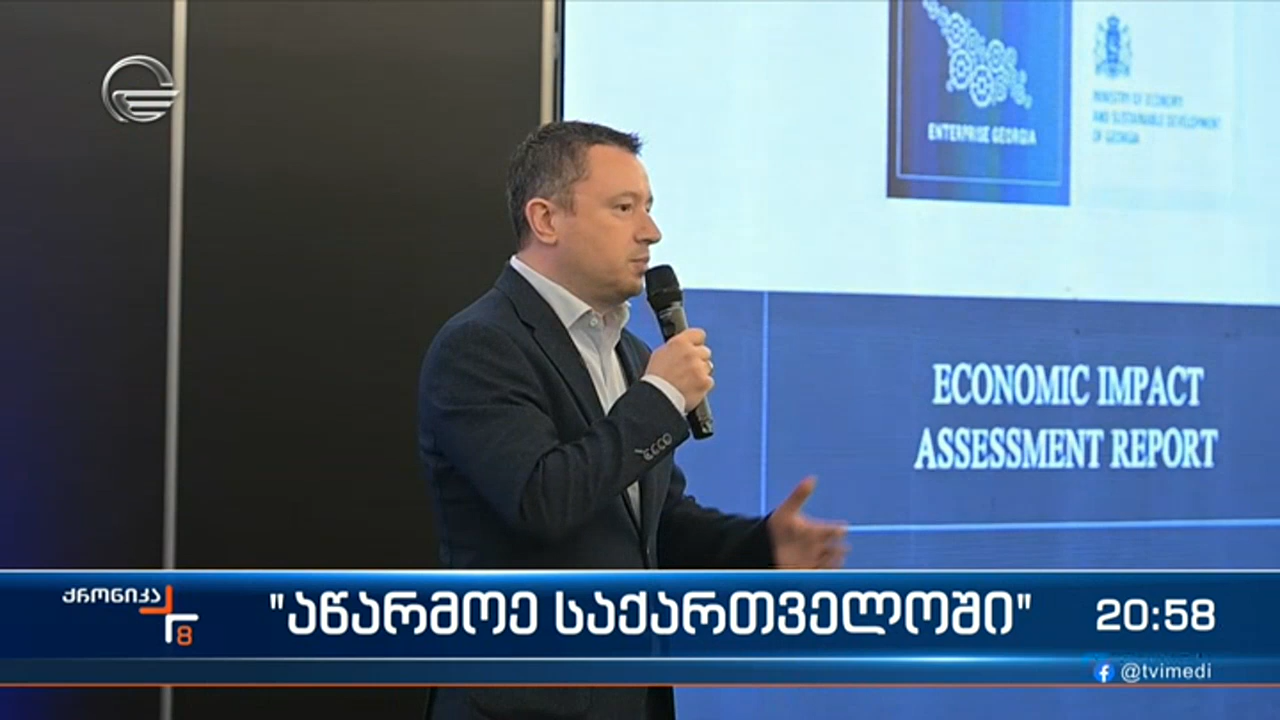 ENTERPRISE GEORGIA
MINISTRY OF ECONOMY
AND SUSTAINABLE DEVELOPMENT
OF GEORGIA
ECONOMIC IMPACT
ASSESSMENT REPORT
ქრონიკა
8
"აწარმოე საქართველოში"
20:58
@tvimedi